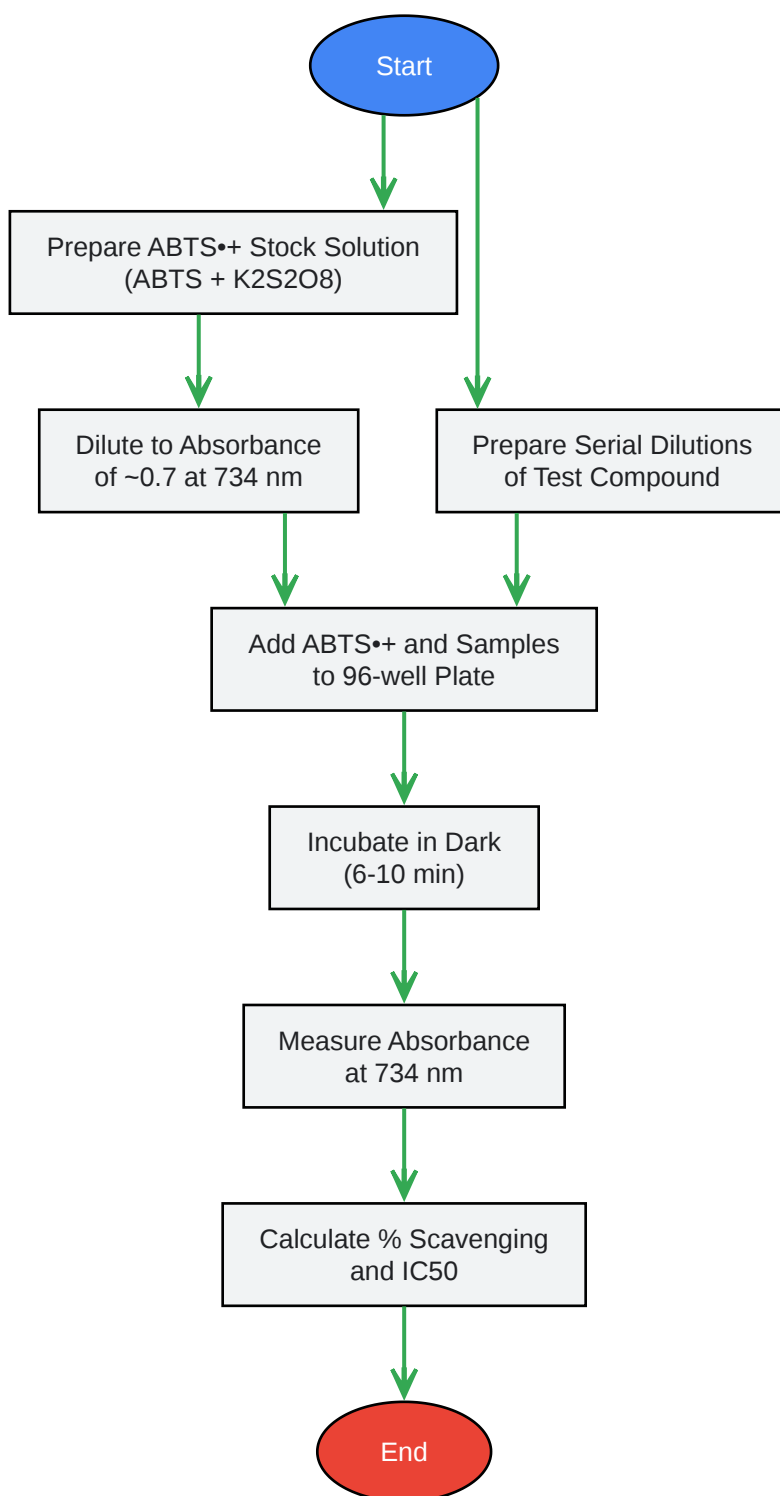 Start
Prepare ABTS•+ Stock Solution
(ABTS + K2S2O8)
Dilute to Absorbance
of ~0.7 at 734 nm
Prepare Serial Dilutions
of Test Compound
Add ABTS•+ and Samples
to 96-well Plate
Incubate in Dark
(6-10 min)
Measure Absorbance
at 734 nm
Calculate % Scavenging
and IC50
End